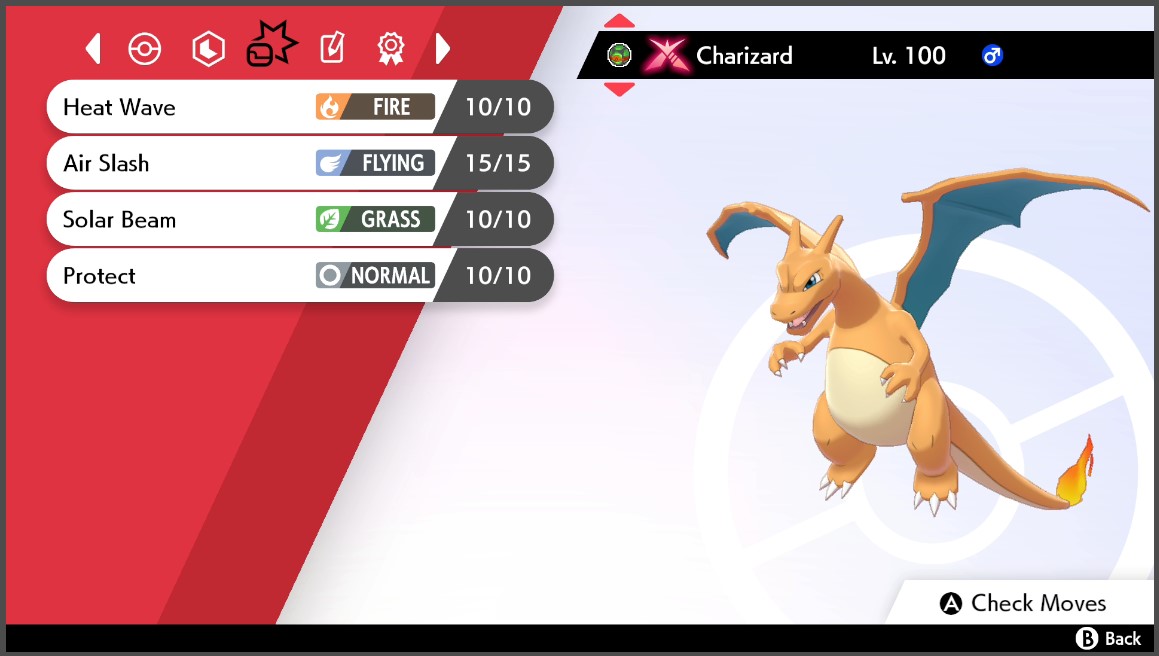 Charizard Lv. 100
Heat Wave FIRE 10/10
Air Slash FLYING 15/15
Solar Beam GRASS 10/10
Protect NORMAL 10/10
A Check Moves
B Back